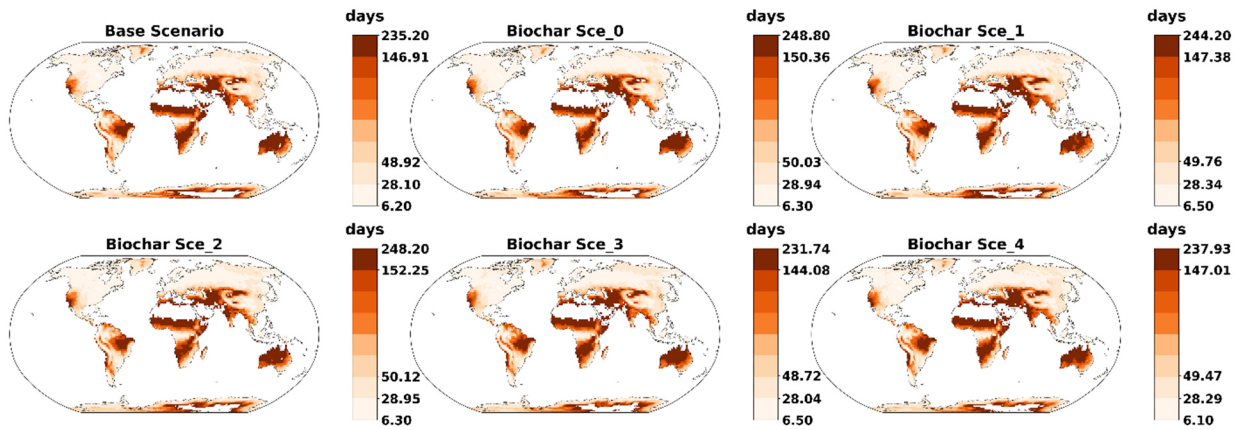 days
Base Scenario
235.20
146.91
48.92
28.10
6.20
days
Biochar Sce_0
248.80
150.36
50.03
28.94
6.30
days
Biochar Sce_1
244.20
147.38
49.76
28.34
6.50
days
Biochar Sce_2
248.20
152.25
50.12
28.95
6.30
days
Biochar Sce_3
231.74
144.08
48.72
28.04
6.50
days
Biochar Sce_4
237.93
147.01
49.47
28.29
6.10